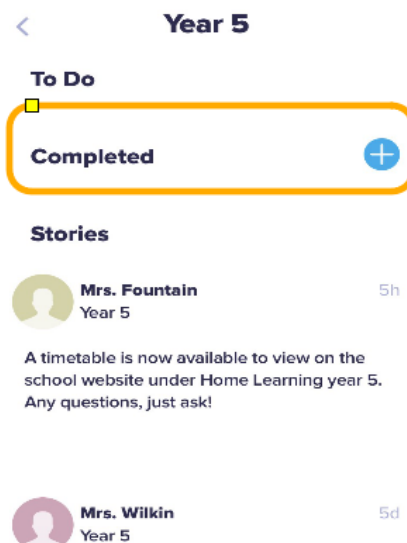 Year 5
To Do
Completed
Stories
Mrs. Fountain
5h
Year 5
A timetable is now available to view on the
school website under Home Learning year 5.
Any questions, just ask!
Mrs. Wilkin
5d
Year 5